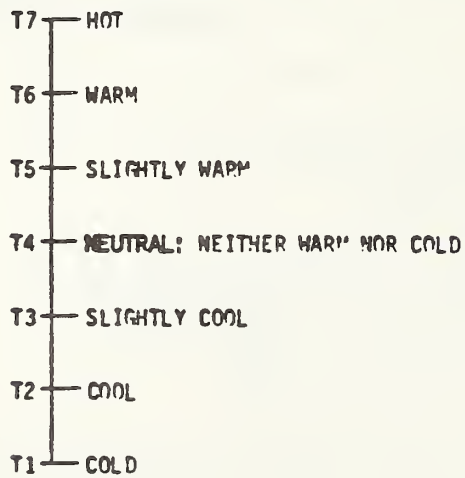 T7 HOT
T6 WARM
T5 SLIGHTLY WARM
T4 NEUTRAL: NEITHER WARM NOR COLD
T3 SLIGHTLY COOL
T2 COOL
T1 COLD